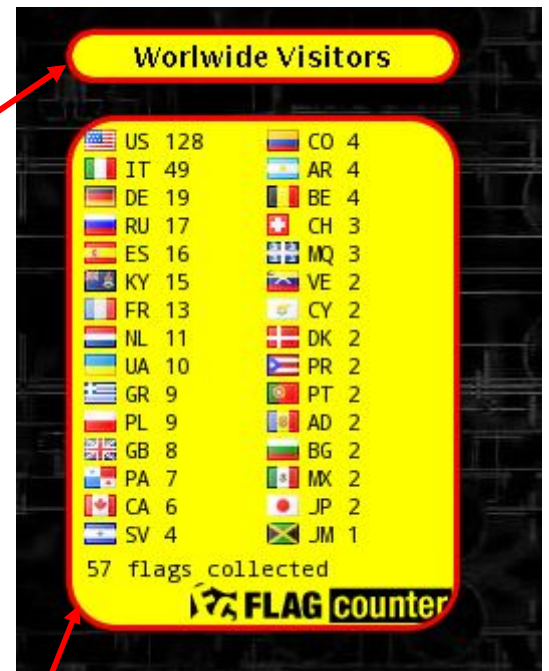 Worlwide Visitors
US 128 CO 4
IT 49 AR 4
DE 19 BE 4
RU 17 CH 3
ES 16 MQ 3
KY 15 VE 2
FR 13 CY 2
NL 11 DK 2
UA 10 PR 2
GR 9 PT 2
PL 9 AD 2
GB 8 BG 2
PA 7 MX 2
CA 6 JP 2
SV 4 JM 1
57 flags collected
FLAG counter